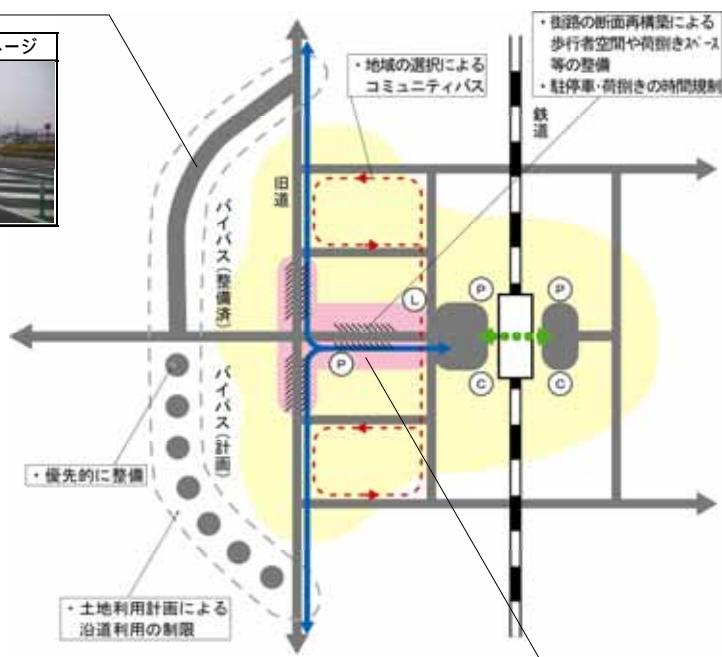 ージ
・街路の断面再構築による
歩行者空間や荷捌きスペース
等の整備
・駐停車・荷捌きの時間規制
・地域の選択による
コミュニティバス
鉄道
旧道
バイパス(整備済)
P
P
L
P
C
C
バイパス(計画)
・優先的に整備
・土地利用計画による
沿道利用の制限